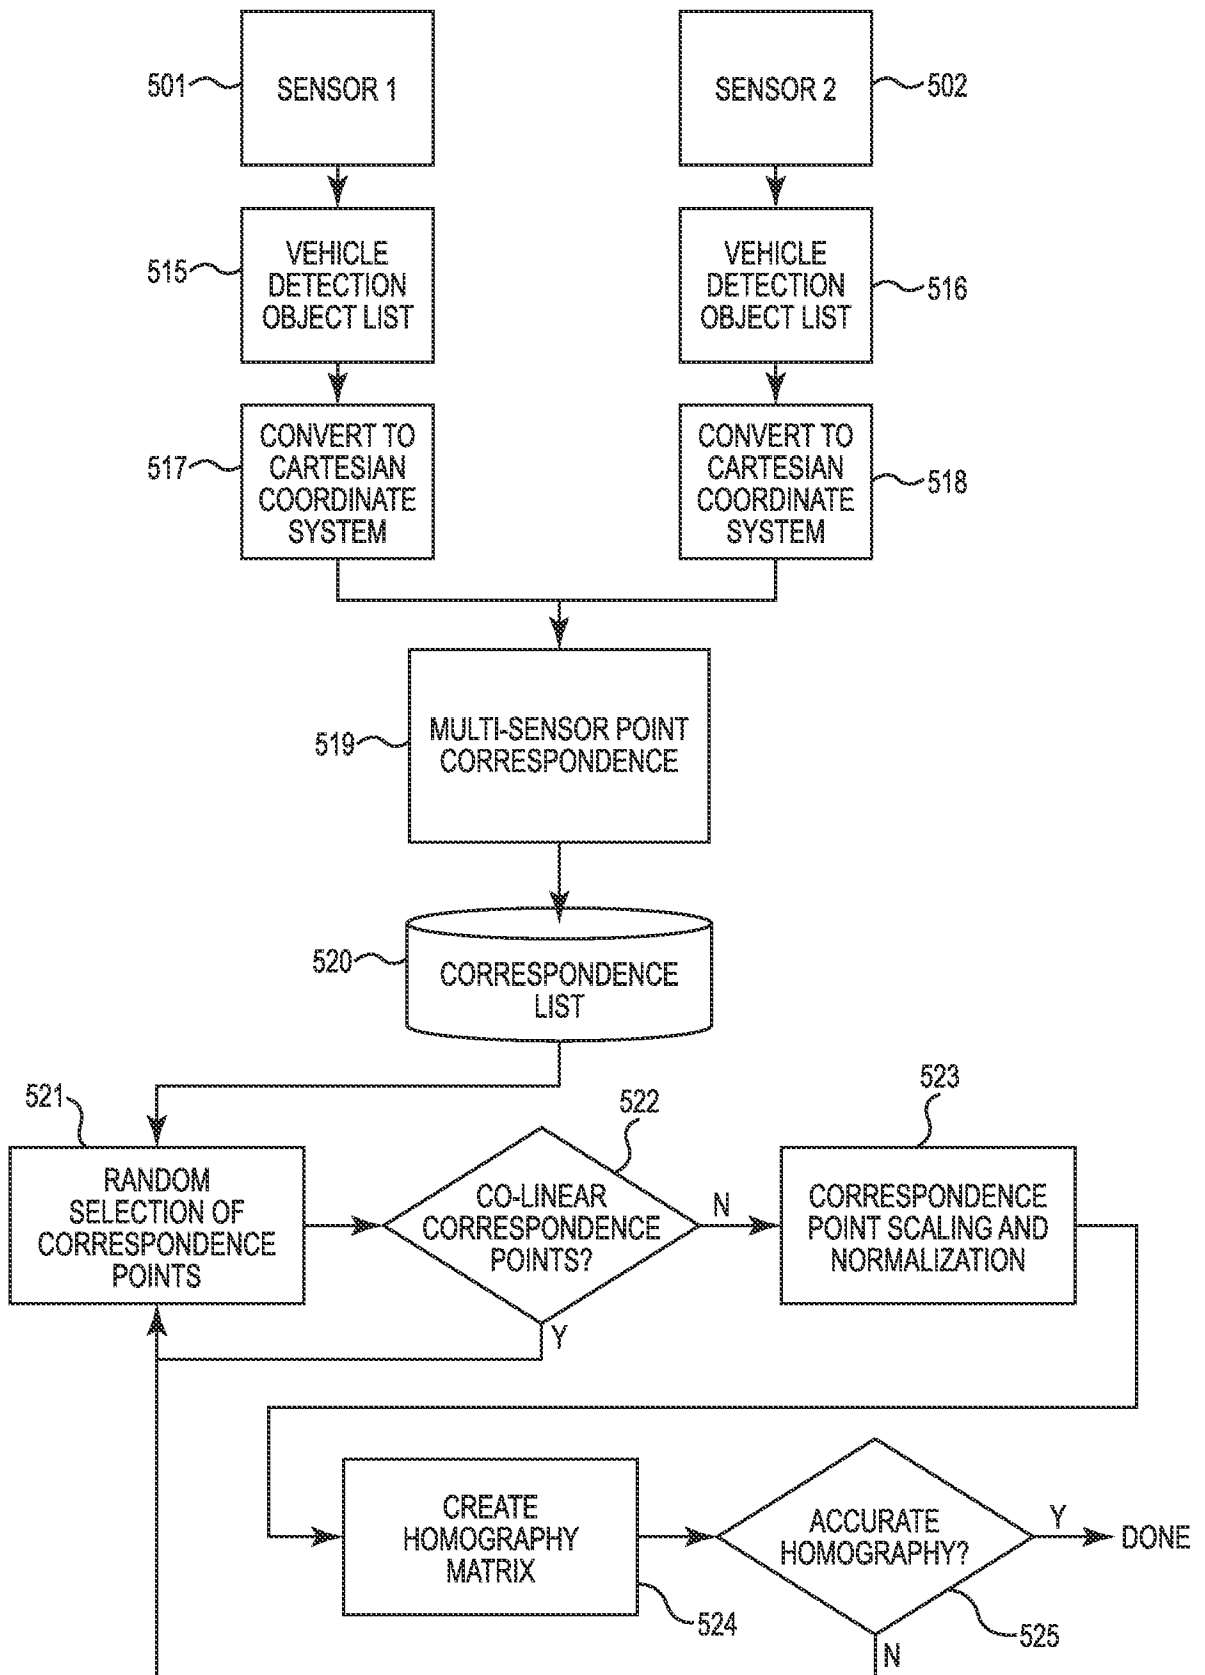 501
SENSOR 1
SENSOR 2
502
515
VEHICLE
DETECTION
OBJECT LIST
VEHICLE
DETECTION
OBJECT LIST
516
517
CONVERT TO
CARTESIAN
COORDINATE
SYSTEM
CONVERT TO
CARTESIAN
COORDINATE
SYSTEM
518
519
MULTI-SENSOR POINT
CORRESPONDENCE
520
CORRESPONDENCE
LIST
521
RANDOM
SELECTION OF
CORRESPONDENCE
POINTS
522
CO-LINEAR
CORRESPONDENCE
POINTS?
N
Y
523
CORRESPONDENCE
POINT SCALING AND
NORMALIZATION
CREATE
HOMOGRAPHY
MATRIX
524
ACCURATE
HOMOGRAPHY?
Y
DONE
525
N